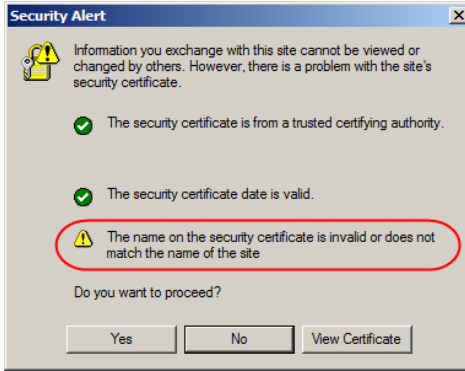 Security Alert
Information you exchange with this site cannot be viewed or
changed by others. However, there is a problem with the site's
security certificate.
The security certificate is from a trusted certifying authority.
The security certificate date is valid.
The name on the security certificate is invalid or does not
match the name of the site
Do you want to proceed?
Yes No View Certificate